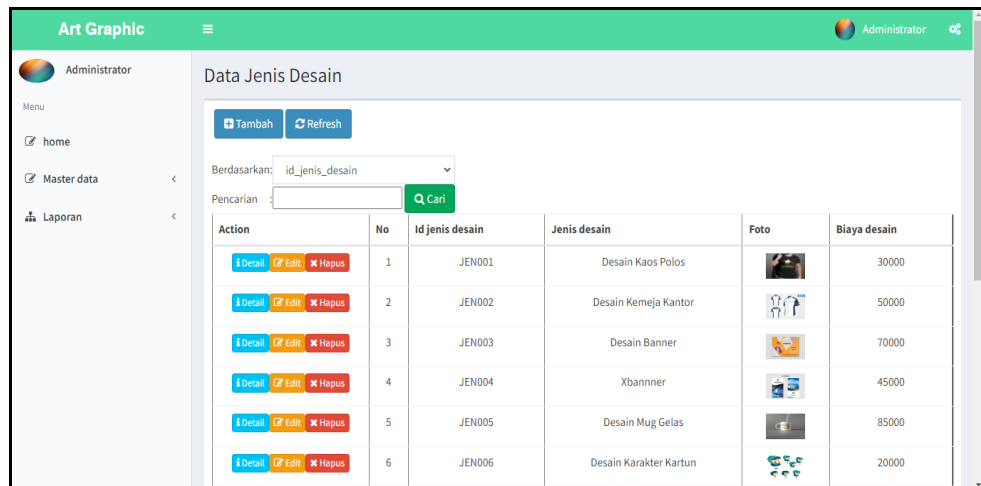 Art Graphic
Administrator
Administrator
Menu
home
Master data
Laporan
Data Jenis Desain
Tambah Refresh
Berdasarkan: id_jenis_desain
Pencarian : Cari
Action No Id jenis desain Jenis desain Foto Biaya desain
Detail Edit Hapus 1 JEN001 Desain Kaos Polos 30000
Detail Edit Hapus 2 JEN002 Desain Kemeja Kantor 50000
Detail Edit Hapus 3 JEN003 Desain Banner 70000
Detail Edit Hapus 4 JEN004 Xbannner 45000
Detail Edit Hapus 5 JEN005 Desain Mug Gelas 85000
Detail Edit Hapus 6 JEN006 Desain Karakter Kartun 20000